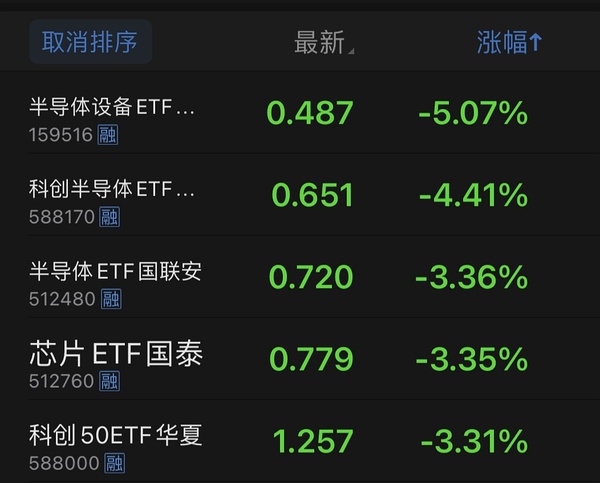 取消排序 最新 涨幅↑
半导体设备ETF... 0.487 -5.07%
159516 融
科创半导体ETF... 0.651 -4.41%
588170 融
半导体ETF国联安 0.720 -3.36%
512480 融
芯片ETF国泰 0.779 -3.35%
512760 融
科创50ETF华夏 1.257 -3.31%
588000 融